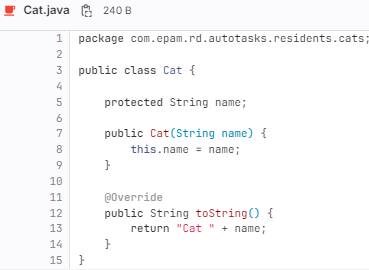 Cat.java 240 B
1 package com.epam.rd.autotasks.residents.cats;
2
3 public class Cat {
4
5     protected String name;
6
7     public Cat(String name) {
8         this.name = name;
9     }
10
11     @Override
12     public String toString() {
13         return "Cat " + name;
14     }
15 }